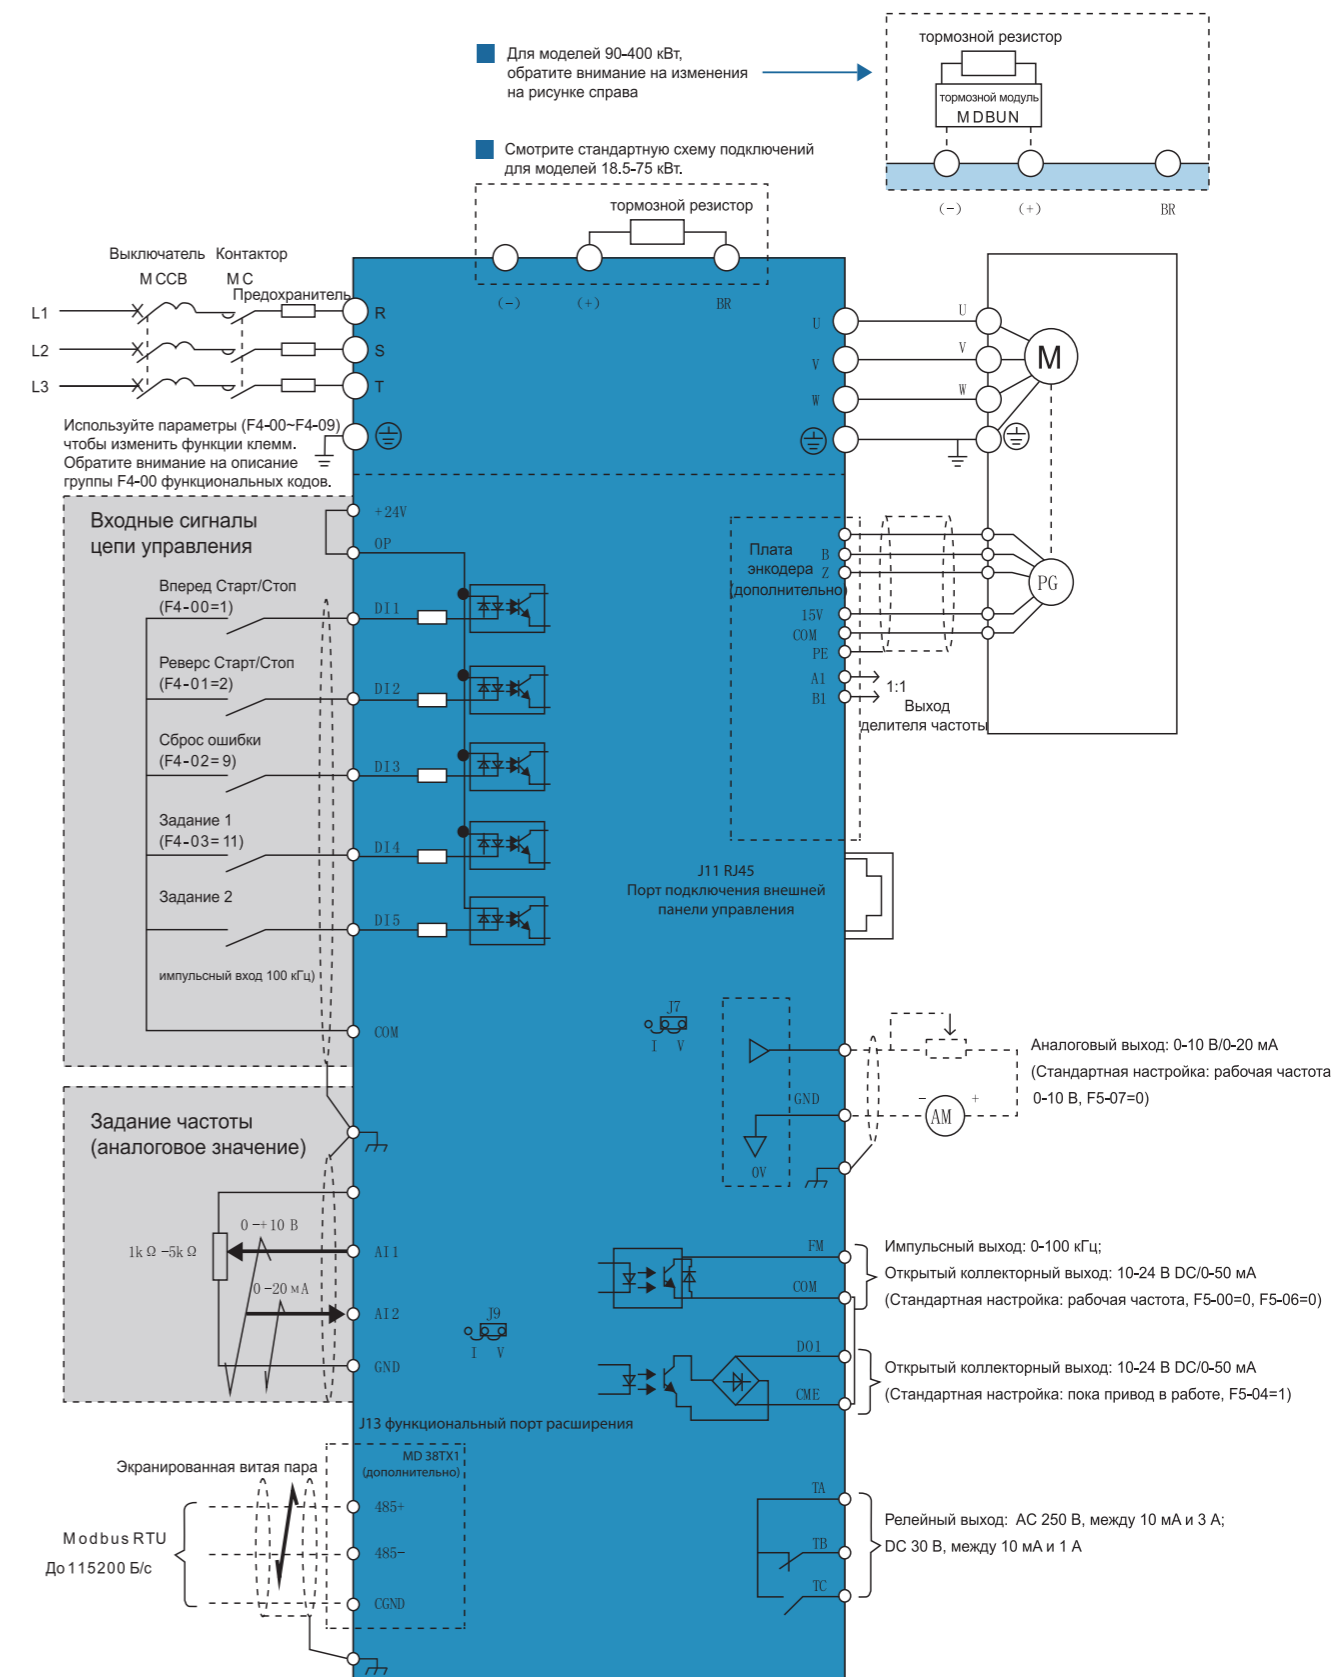 Для моделей 90-400 кВт,
обратите внимание на изменения
на рисунке справа
тормозной резистор
тормозной модуль
MDBUN
(-) (+) BR
Смотрите стандартную схему подключений
для моделей 18.5-75 кВт.
тормозной резистор
(-) (+) BR
Выключатель Контактор
MCCB MC
Предохранитель
L1 R
L2 S
L3 T
U U
V V
W W
M
Используйте параметры (F4-00~F4-09)
чтобы изменить функции клемм.
Обратите внимание на описание
группы F4-00 функциональных кодов.
Входные сигналы
цепи управления
+24V
OP
Вперед Старт/Стоп
(F4-00=1)
DI1
Реверс Старт/Стоп
(F4-01=2)
DI2
Сброс ошибки
(F4-02=9)
DI3
Задание 1
(F4-03=11)
DI4
Задание 2
DI5
импульсный вход 100 кГц)
COM
Плата
энкодера
(дополнительно)
B
Z
15V
COM
PE
A1
B1
PG
1:1
Выход
делителя частоты
J11 RJ45
Порт подключения внешней
панели управления
J7
I V
GND
0V
AM
- +
Аналоговый выход: 0-10 В/0-20 мА
(Стандартная настройка: рабочая частота
0-10 В, F5-07=0)
Задание частоты
(аналоговое значение)
0-+10 В
1kΩ-5kΩ
AI1
0-20 мА
AI2
GND
J9
I V
FM
COM
Импульсный выход: 0-100 кГц;
Открытый коллекторный выход: 10-24 В DC/0-50 мА
(Стандартная настройка: рабочая частота, F5-00=0, F5-06=0)
DO1
CME
Открытый коллекторный выход: 10-24 В DC/0-50 мА
(Стандартная настройка: пока привод в работе, F5-04=1)
J13 функциональный порт расширения
MD 38TX1
(дополнительно)
Экранированная витая пара
485+
485-
CGND
Modbus RTU
До 115200 Б/с
TA
TB
TC
Релейный выход: AC 250 В, между 10 мА и 3 А;
DC 30 В, между 10 мА и 1 А